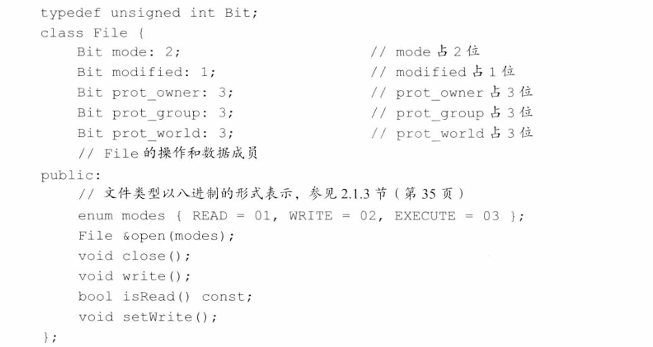 typedef unsigned int Bit;
class File {
    Bit mode: 2;                    // mode 占 2 位
    Bit modified: 1;                // modified 占 1 位
    Bit prot_owner: 3;              // prot_owner 占 3 位
    Bit prot_group: 3;              // prot_group 占 3 位
    Bit prot_world: 3;              // prot_world 占 3 位
    // File 的操作和数据成员
public:
    // 文件类型以八进制的形式表示，参见 2.1.3 节（第 35 页）
    enum modes { READ = 01, WRITE = 02, EXECUTE = 03 };
    File &open(modes);
    void close();
    void write();
    bool isRead() const;
    void setWrite();
};